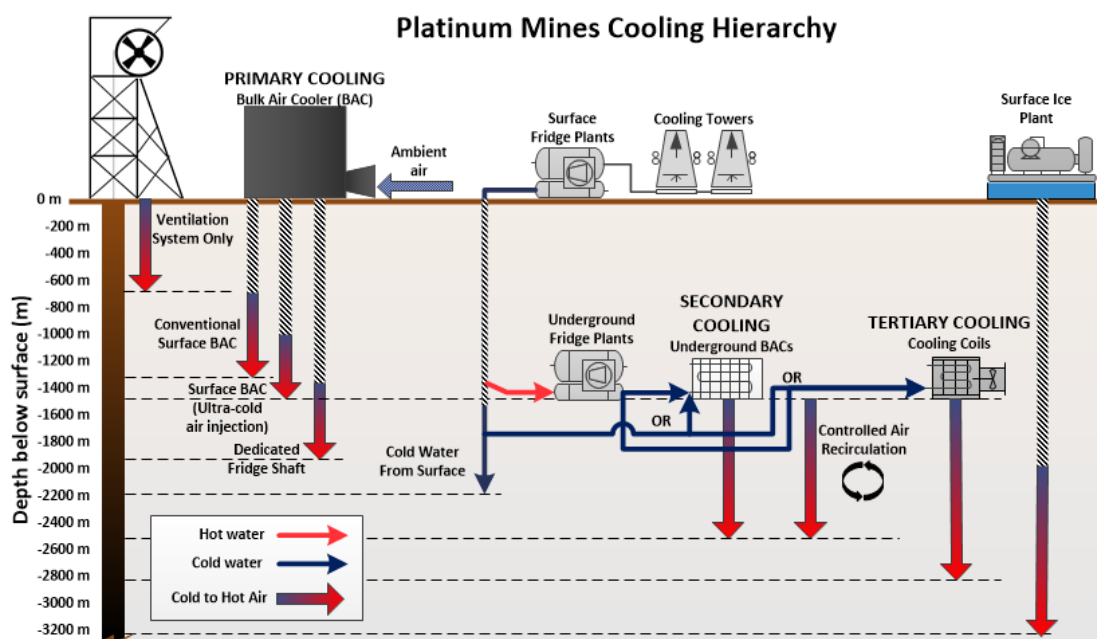 Platinum Mines Cooling Hierarchy
PRIMARY COOLING
Bulk Air Cooler (BAC)
Ambient
air
Surface
Fridge Plants
Cooling Towers
Surface Ice
Plant
Depth below surface (m)
0 m
-200 m
-400 m
-600 m
-800 m
-1000 m
-1200 m
-1400 m
-1600 m
-1800 m
-2000 m
-2200 m
-2400 m
-2600 m
-2800 m
-3000 m
-3200 m
Ventilation
System Only
Conventional
Surface BAC
Surface BAC
(Ultra-cold
air injection)
Dedicated
Fridge Shaft
Cold Water
From Surface
Underground
Fridge Plants
SECONDARY
COOLING
Underground BACs
OR
OR
TERTIARY COOLING
Cooling Coils
Controlled Air
Recirculation
Hot water
Cold water
Cold to Hot Air